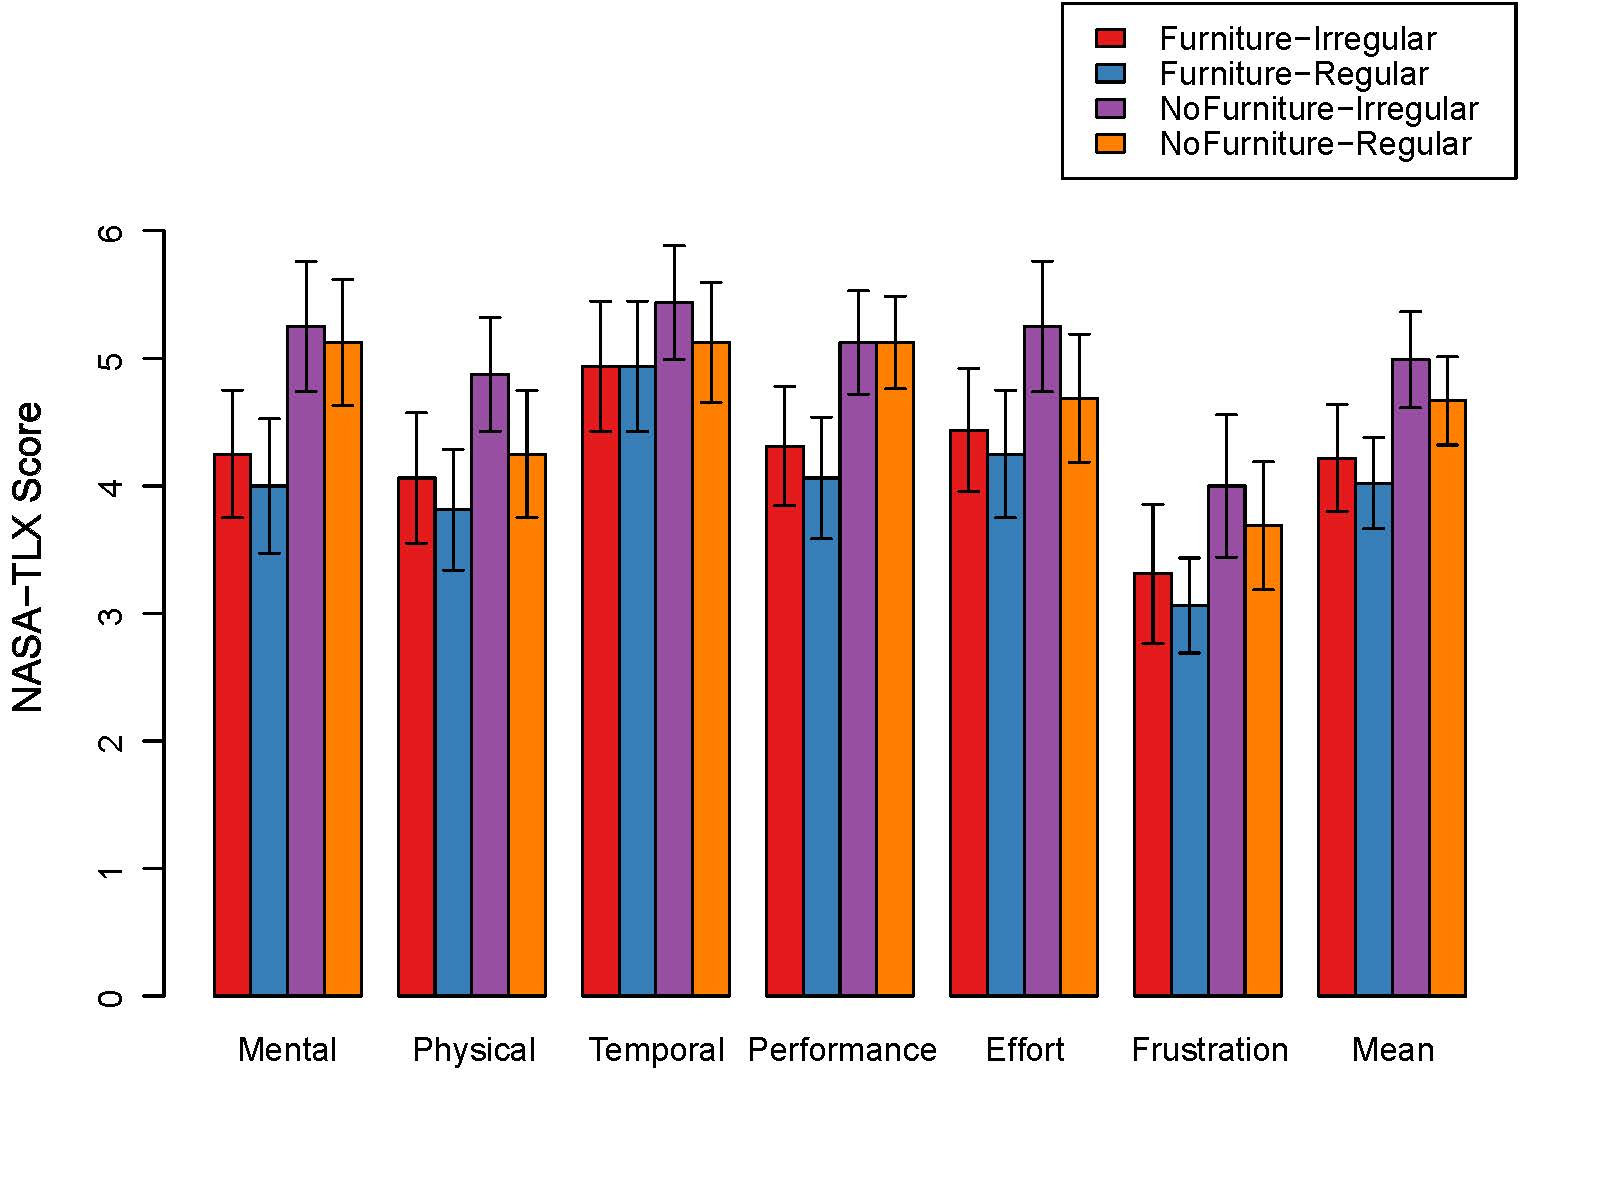 Furniture−Irregular
Furniture−Regular
NoFurniture−Irregular
NoFurniture−Regular
NASA−TLX Score
6
5
4
3
2
1
0
Mental Physical Temporal Performance Effort Frustration Mean